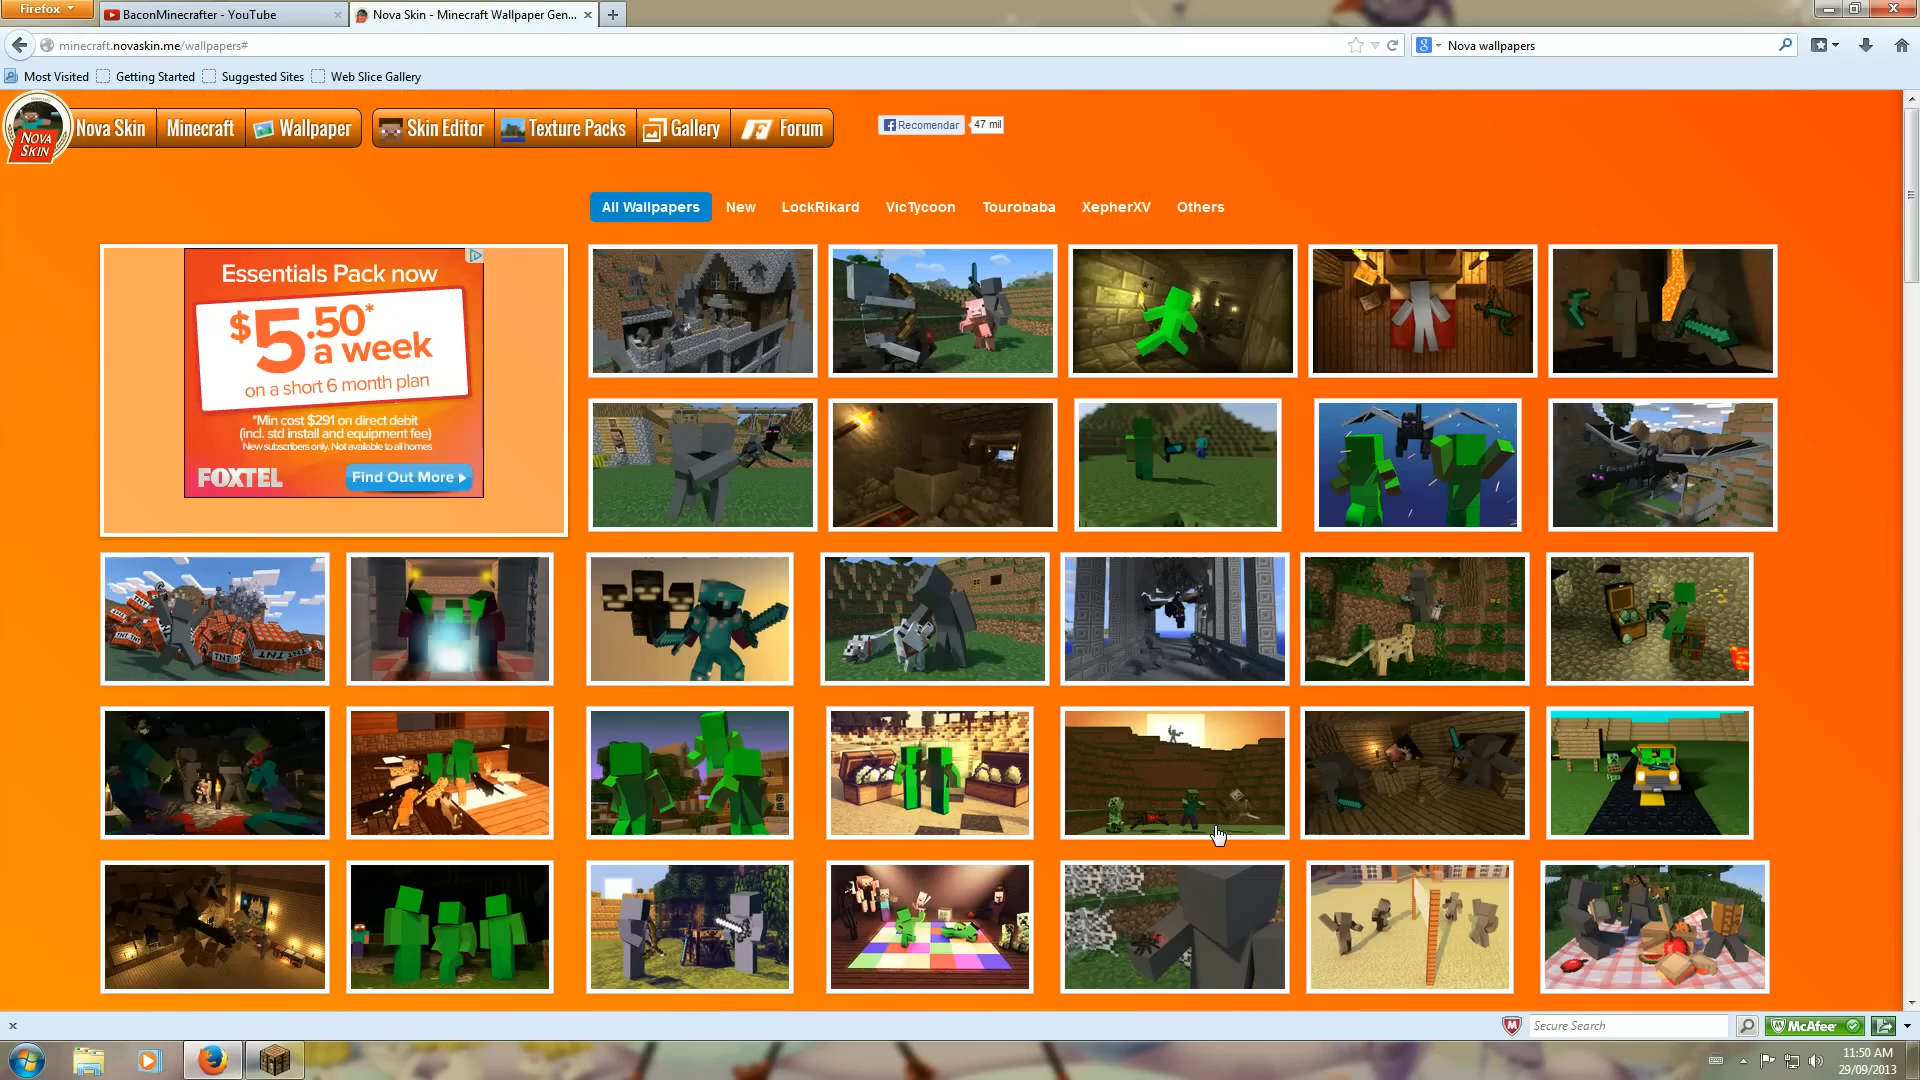 Firefox
BaconMinecrafter - YouTube
Nova Skin - Minecraft Wallpaper Gen...
minecraft.novaskin.me/wallpapers#
Nova wallpapers
Most Visited
Getting Started
Suggested Sites
Web Slice Gallery
NOVA
SKIN
Nova Skin
Minecraft
Wallpaper
Skin Editor
Texture Packs
Gallery
Forum
Recomendar
47 mil
All Wallpapers
New
LockRikard
VicTycoon
Tourobaba
XepherXV
Others
Essentials Pack now
$5.50*
a week
on a short 6 month plan
*Min cost $291 on direct debit
(incl. std install and equipment fee)
New subscribers only. Not available to all homes
FOXTEL
Find Out More
TNT
TNT
TNT
Secure Search
McAfee
11:50 AM
29/09/2013